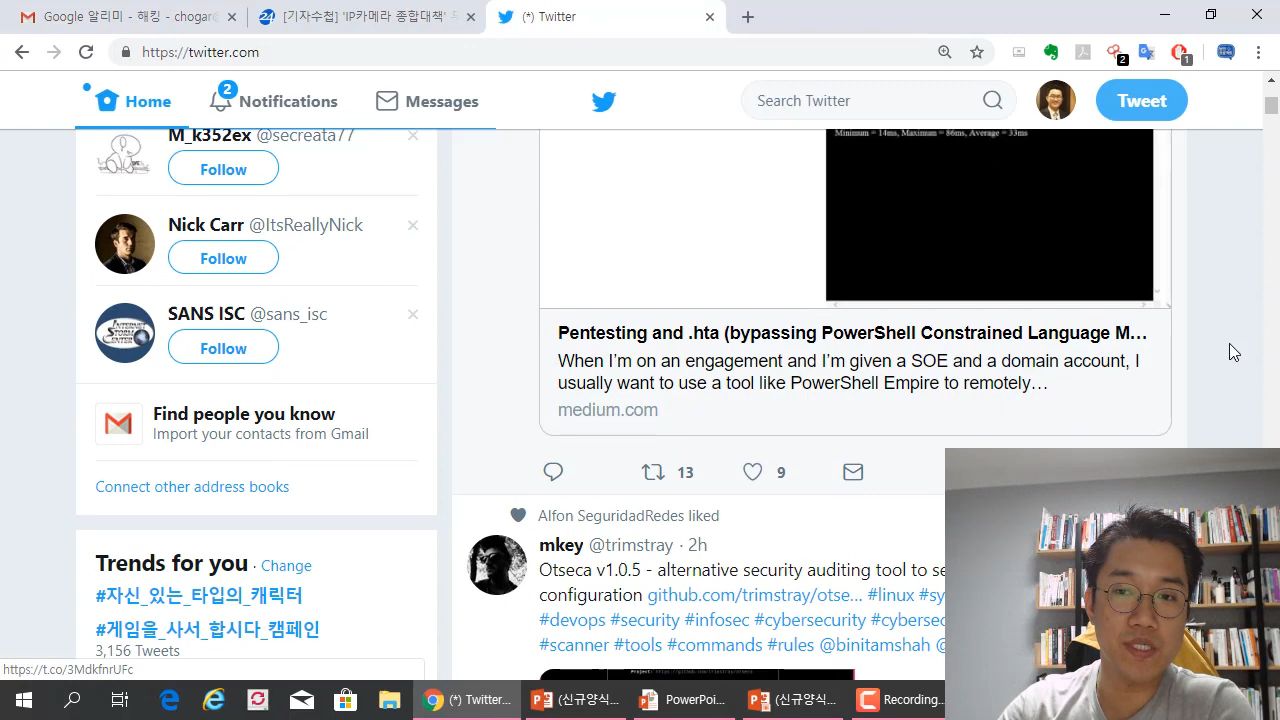 Google 알리미 - 해킹 - chogar@
[기자수첩] 'IP카메라 종합대책'
(*) Twitter
https://twitter.com
2
1
Home
2
Notifications
Messages
Search Twitter
Tweet
M_k352ex @secreata77
Follow
Nick Carr @ItsReallyNick
Follow
SANS ISC @sans_isc
Follow
Find people you know
Import your contacts from Gmail
Connect other address books
Trends for you · Change
#자신_있는_타입의_캐릭터
#게임을_사서_합시다_캠페인
3,156 Tweets
https://t.co/3MdkfnrUFc
Minimum = 14ms, Maximum = 86ms, Average = 33ms
Pentesting and .hta (bypassing PowerShell Constrained Language M...
When I'm on an engagement and I'm given a SOE and a domain account, I
usually want to use a tool like PowerShell Empire to remotely...
medium.com
13
9
Alfon SeguridadRedes liked
mkey @trimstray · 2h
Otseca v1.0.5 - alternative security auditing tool to se
configuration github.com/trimstray/otse... #linux #sy
#devops #security #infosec #cybersecurity #cybersec
#scanner #tools #commands #rules @binitamshah @
(*) Twitter...
(신규양식...
PowerPoi...
(신규양식...
Recording...